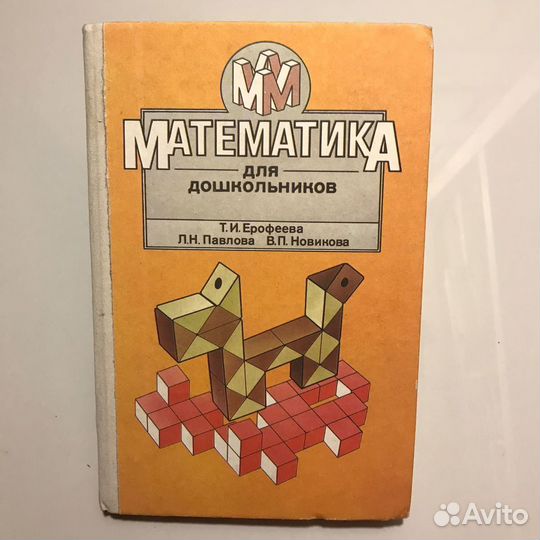 ММ
МАТЕМАТИКА
ДЛЯ
ДОШКОЛЬНИКОВ
Т.И. Ерофеева
Л.Н. Павлова В.П. Новикова
Avito